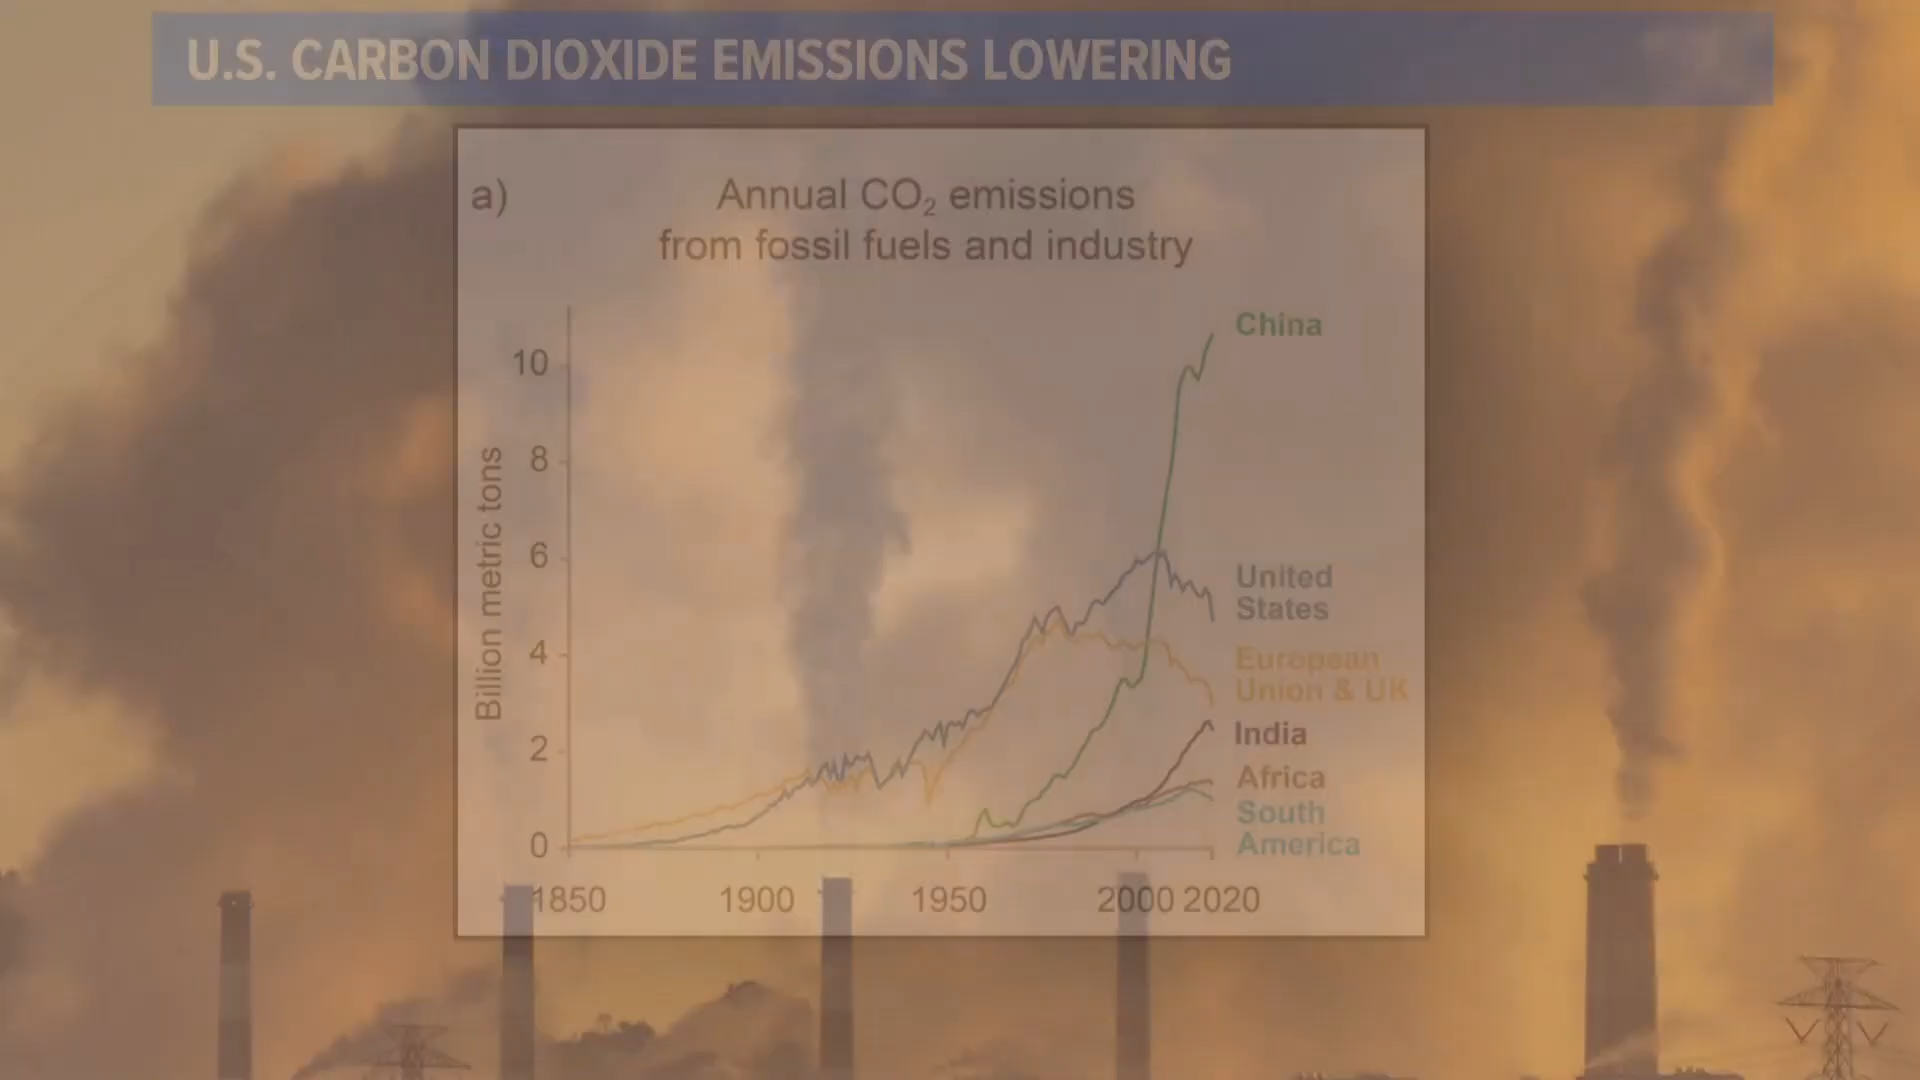 U.S. CARBON DIOXIDE EMISSIONS LOWERING
a)
Annual CO₂ emissions
from fossil fuels and industry
Billion metric tons
10
8
6
4
2
0
1850
1900
1950
2000
2020
China
United
States
European
Union & UK
India
Africa
South
America